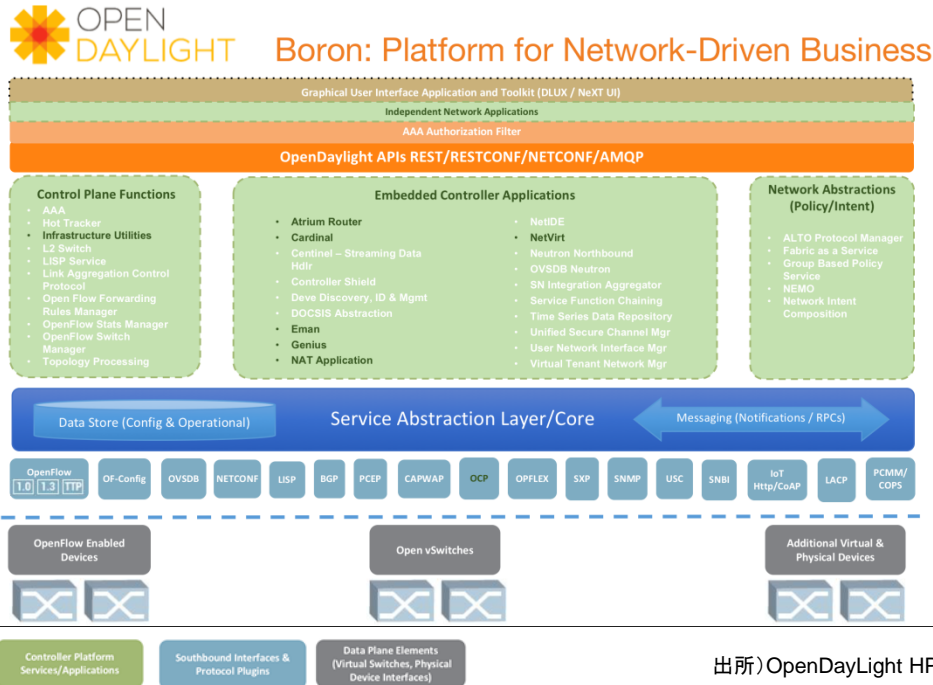 OPEN
DAYLIGHT
Boron: Platform for Network-Driven Business
Graphical User Interface Application and Toolkit (DLUX / NeXT UI)
Independent Network Applications
AAA Authorization Filter
OpenDaylight APIs REST/RESTCONF/NETCONF/AMQP
Control Plane Functions
• AAA
• Hot Tracker
• Infrastructure Utilities
• L2 Switch
• LISP Service
• Link Aggregation Control
Protocol
• Open Flow Forwarding
Rules Manager
• OpenFlow Stats Manager
• OpenFlow Switch
Manager
• Topology Processing
Embedded Controller Applications
• Atrium Router
• Cardinal
• Centinel – Streaming Data
Hdlr
• Controller Shield
• Deve Discovery, ID & Mgmt
• DOCSIS Abstraction
• Eman
• Genius
• NAT Application
• NetIDE
• NetVirt
• Neutron Northbound
• OVSDB Neutron
• SN Integration Aggregator
• Service Function Chaining
• Time Series Data Repository
• Unified Secure Channel Mgr
• User Network Interface Mgr
• Virtual Tenant Network Mgr
Network Abstractions
(Policy/Intent)
• ALTO Protocol Manager
• Fabric as a Service
• Group Based Policy
Service
• NEMO
• Network Intent
Composition
Data Store (Config & Operational)
Service Abstraction Layer/Core
Messaging (Notifications / RPCs)
OpenFlow
1.0 1.3 TTP
OF-Config
OVSDB
NETCONF
LISP
BGP
PCEP
CAPWAP
OCP
OPFLEX
SXP
SNMP
USC
SNBI
IoT
Http/CoAP
LACP
PCMM/
COPS
OpenFlow Enabled
Devices
Open vSwitches
Additional Virtual &
Physical Devices
Controller Platform
Services/Applications
Southbound Interfaces &
Protocol Plugins
Data Plane Elements
(Virtual Switches, Physical
Device Interfaces)
出所）OpenDayLight HP